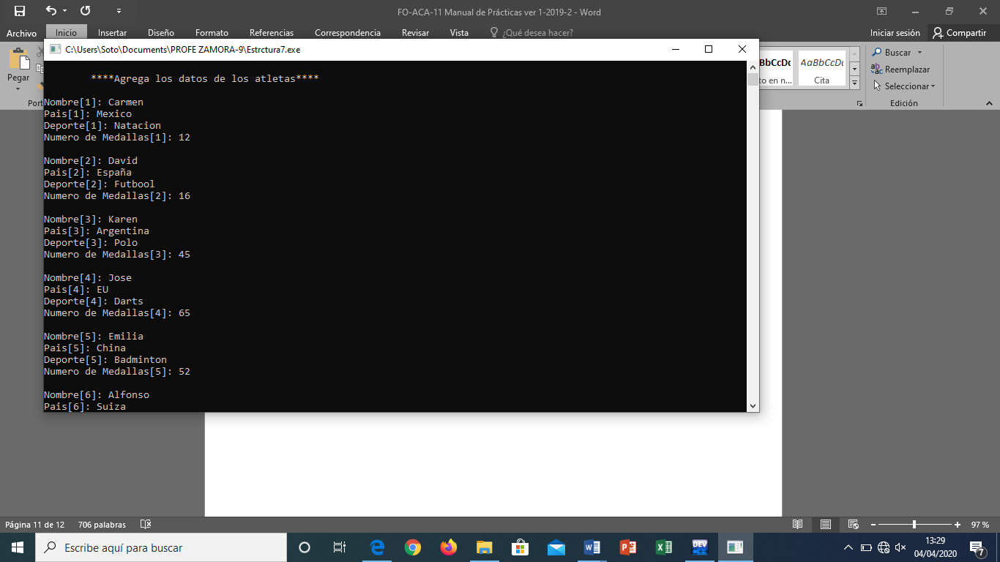 FO-ACA-11 Manual de Prácticas ver 1-2019-2 - Word
Archivo Inicio Insertar Diseño Formato Referencias Correspondencia Revisar Vista ¿Qué desea hacer? Iniciar sesión Compartir
C:\Users\Soto\Documents\PROFE ZAMORA-9\Estrctura7.exe
Pegar
Port
bCcDc AaBbCcDc
to en n... Cita
Buscar
Reemplazar
Seleccionar
Edición
****Agrega los datos de los atletas****
Nombre[1]: Carmen
Pais[1]: Mexico
Deporte[1]: Natacion
Numero de Medallas[1]: 12
Nombre[2]: David
Pais[2]: España
Deporte[2]: Futbool
Numero de Medallas[2]: 16
Nombre[3]: Karen
Pais[3]: Argentina
Deporte[3]: Polo
Numero de Medallas[3]: 45
Nombre[4]: Jose
Pais[4]: EU
Deporte[4]: Darts
Numero de Medallas[4]: 65
Nombre[5]: Emilia
Pais[5]: China
Deporte[5]: Badminton
Numero de Medallas[5]: 52
Nombre[6]: Alfonso
Pais[6]: Suiza
Página 11 de 12 706 palabras 97 %
Escribe aquí para buscar
DEV
13:29
04/04/2020
7